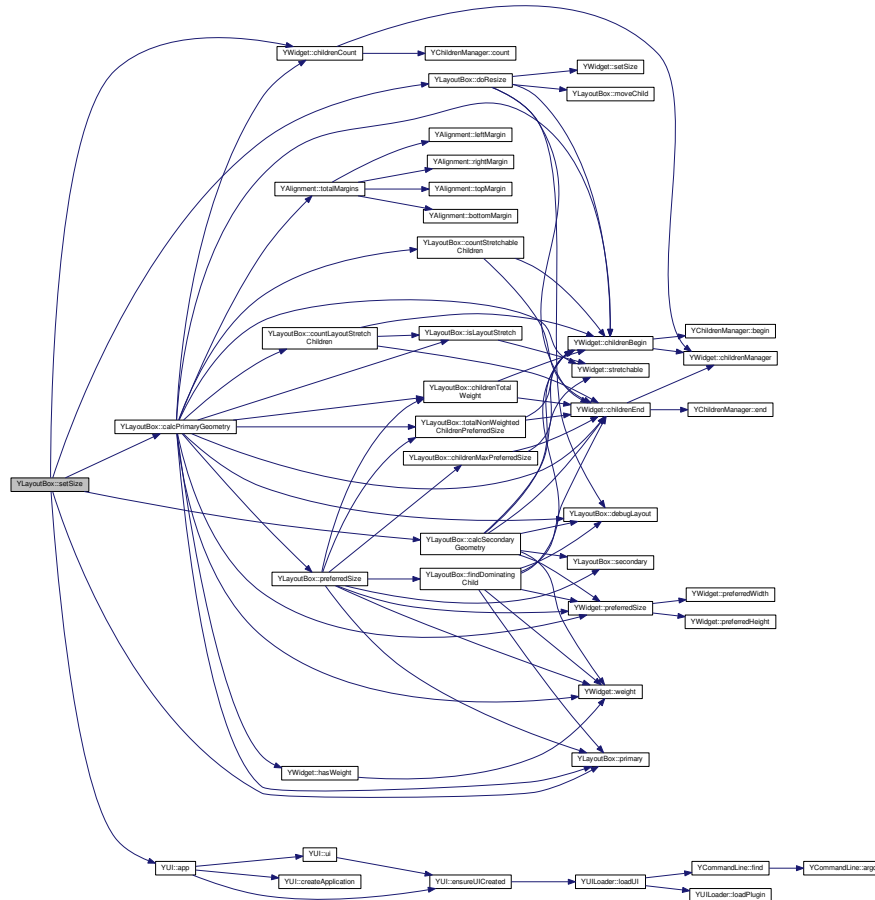 YWidget::childrenCount
YChildrenManager::count
YWidget::setSize
YLayoutBox::doResize
YLayoutBox::moveChild
YAlignment::leftMargin
YAlignment::rightMargin
YAlignment::totalMargins
YAlignment::topMargin
YAlignment::bottomMargin
YLayoutBox::countStretchable
Children
YChildrenManager::begin
YLayoutBox::countLayoutStretch
Children
YLayoutBox::isLayoutStretch
YWidget::childrenBegin
YWidget::childrenManager
YWidget::stretchable
YLayoutBox::childrenTotal
Weight
YWidget::childrenEnd
YChildrenManager::end
YLayoutBox::calcPrimaryGeometry
YLayoutBox::totalNonWeighted
ChildrenPreferredSize
YLayoutBox::childrenMaxPreferredSize
YLayoutBox::setSize
YLayoutBox::debugLayout
YLayoutBox::calcSecondary
Geometry
YLayoutBox::secondary
YLayoutBox::preferredSize
YLayoutBox::findDominating
Child
YWidget::preferredWidth
YWidget::preferredSize
YWidget::preferredHeight
YWidget::weight
YLayoutBox::primary
YWidget::hasWeight
YUI::ui
YUI::app
YUI::createApplication
YUI::ensureUICreated
YUILoader::loadUI
YCommandLine::find
YCommandLine::argc
YUILoader::loadPlugin